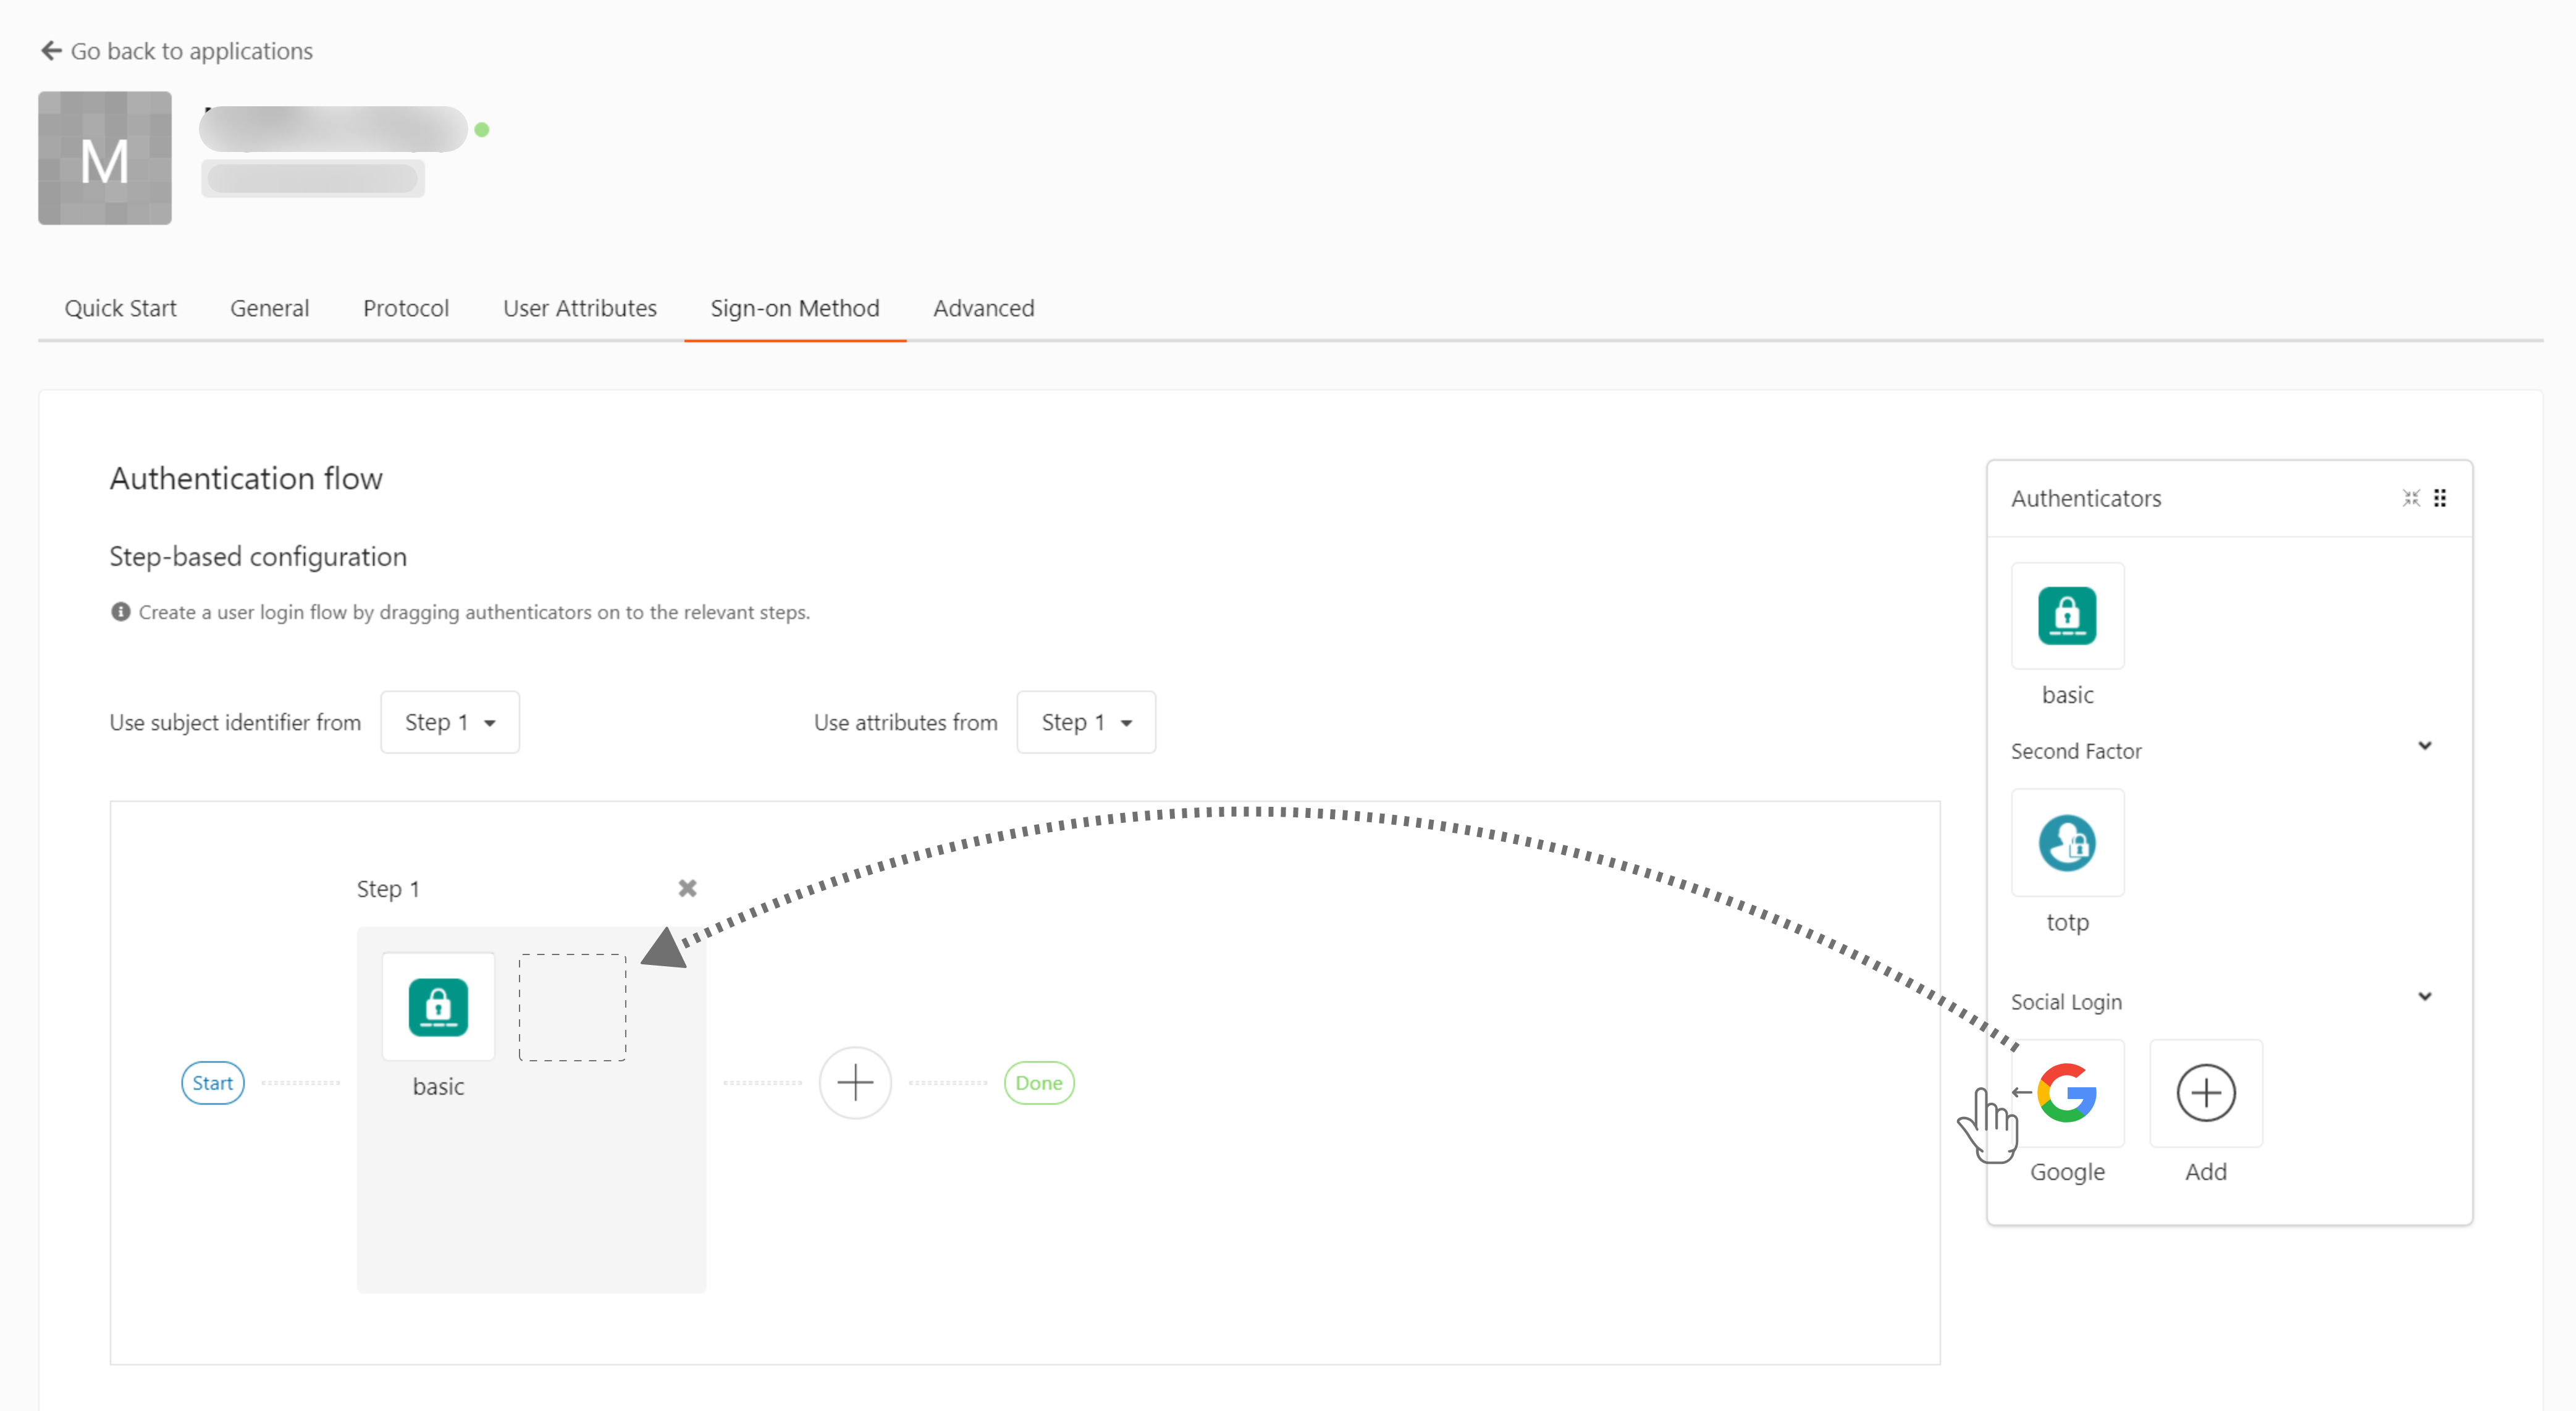 Go back to applications
M
Quick Start
General
Protocol
User Attributes
Sign-on Method
Advanced
Authentication flow
Step-based configuration
Create a user login flow by dragging authenticators on to the relevant steps.
Use subject identifier from
Step 1
Use attributes from
Step 1
Step 1
basic
Start
Done
Authenticators
basic
Second Factor
totp
Social Login
Google
Add